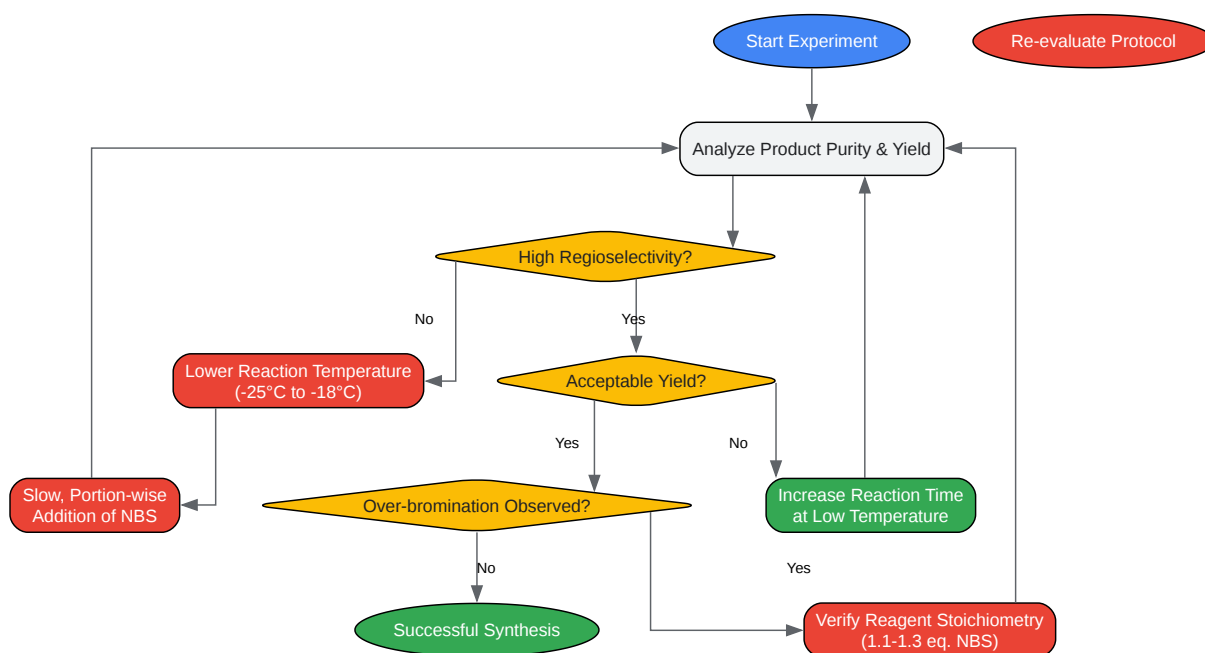 Start Experiment
Re-evaluate Protocol
Analyze Product Purity & Yield
High Regioselectivity?
No
Yes
Lower Reaction Temperature
(-25°C to -18°C)
Acceptable Yield?
Yes
No
Slow, Portion-wise
Addition of NBS
Over-bromination Observed?
Increase Reaction Time
at Low Temperature
No
Yes
Successful Synthesis
Verify Reagent Stoichiometry
(1.1-1.3 eq. NBS)